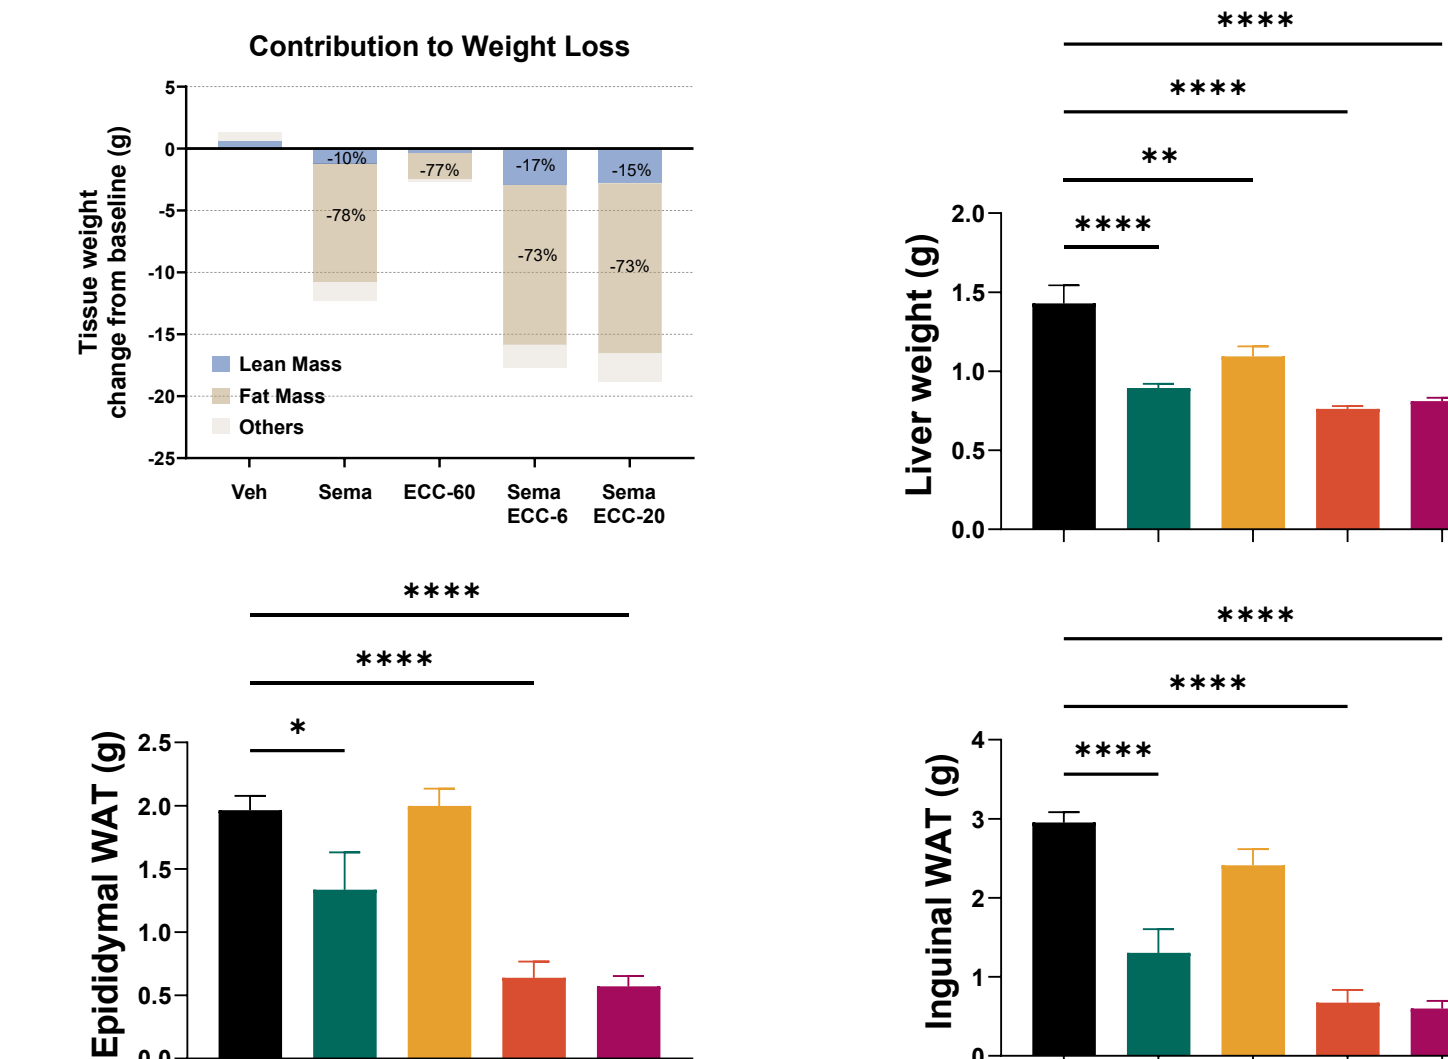 Contribution to Weight Loss
Tissue weight
change from baseline (g)
5
0
-5
-10
-15
-20
-25
-10%
-78%
-77%
-17%
-73%
-15%
-73%
Lean Mass
Fat Mass
Others
Veh
Sema
ECC-60
Sema
ECC-6
Sema
ECC-20
****
****
**
****
Liver weight (g)
2.0
1.5
1.0
0.5
0.0
****
****
*
Epididymal WAT (g)
2.5
2.0
1.5
1.0
0.5
0.0
****
****
****
Inguinal WAT (g)
4
3
2
1
0